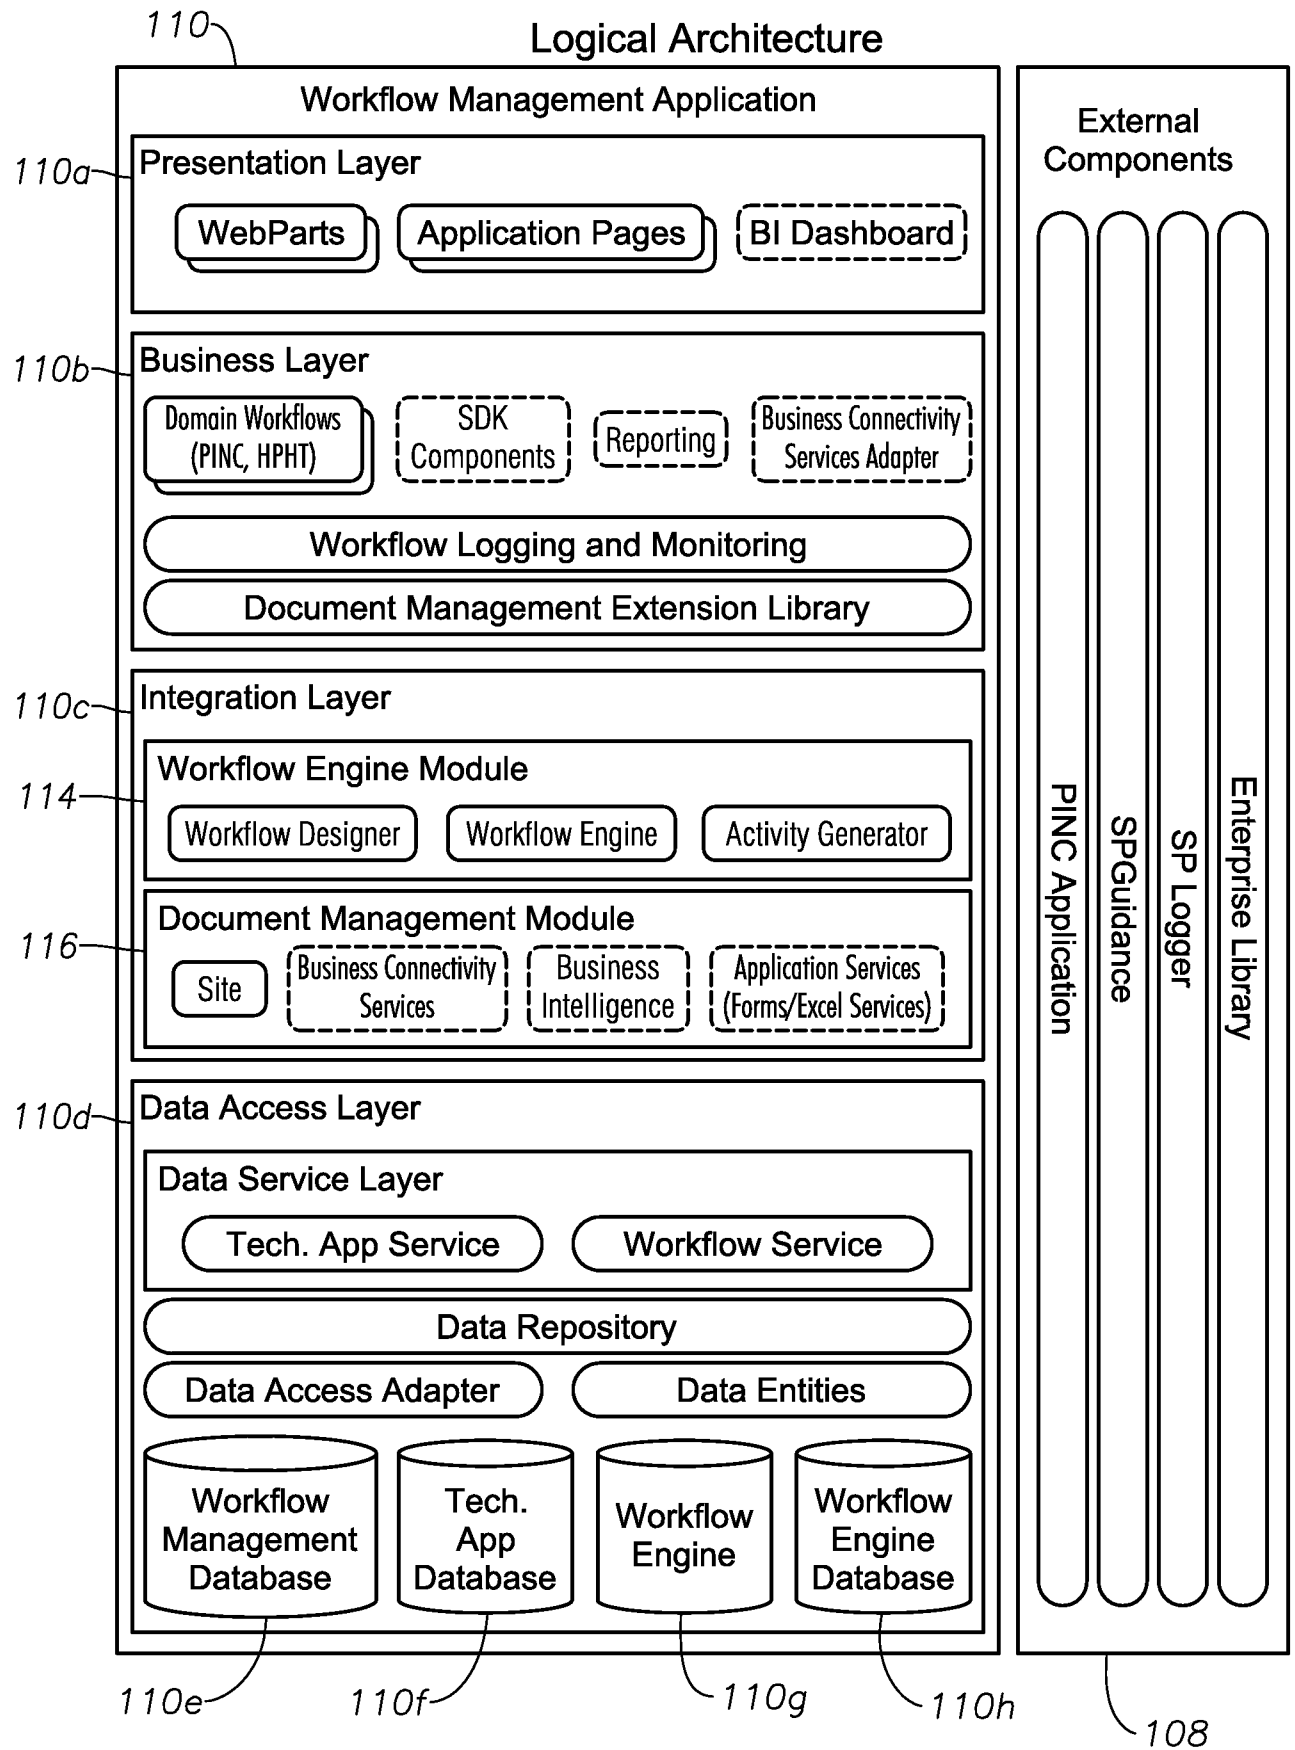 110
Logical Architecture
Workflow Management Application
110a
Presentation Layer
WebParts
Application Pages
BI Dashboard
110b
Business Layer
Domain Workflows
(PINC, HPHT)
SDK
Components
Reporting
Business Connectivity
Services Adapter
Workflow Logging and Monitoring
Document Management Extension Library
110c
Integration Layer
114
Workflow Engine Module
Workflow Designer
Workflow Engine
Activity Generator
116
Document Management Module
Site
Business Connectivity
Services
Business
Intelligence
Application Services
(Forms/Excel Services)
110d
Data Access Layer
Data Service Layer
Tech. App Service
Workflow Service
Data Repository
Data Access Adapter
Data Entities
Workflow
Management
Database
Tech.
App
Database
Workflow
Engine
Workflow
Engine
Database
110e
110f
110g
110h
External
Components
PINC Application
SPGuidance
SP Logger
Enterprise Library
108